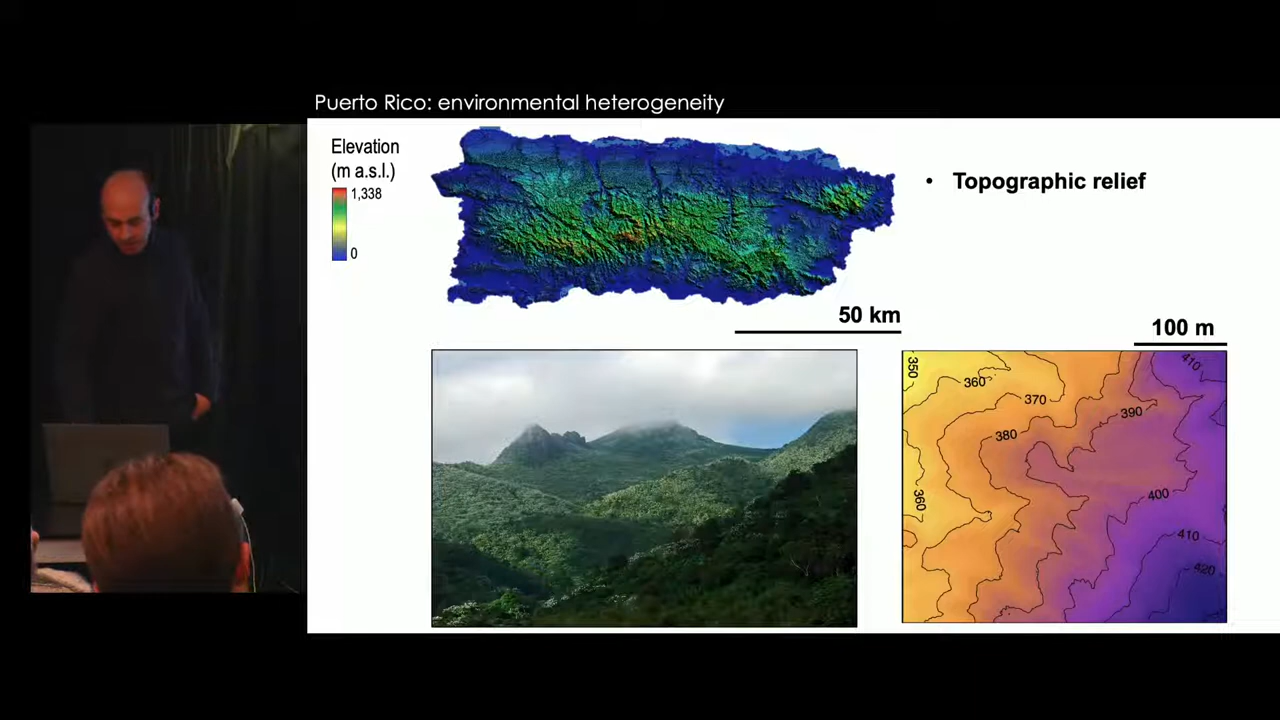 Puerto Rico: environmental heterogeneity
Elevation
(m a.s.l.)
1,338
0
• Topographic relief
50 km
100 m
350
360
370
380
390
410
360
400
410
420